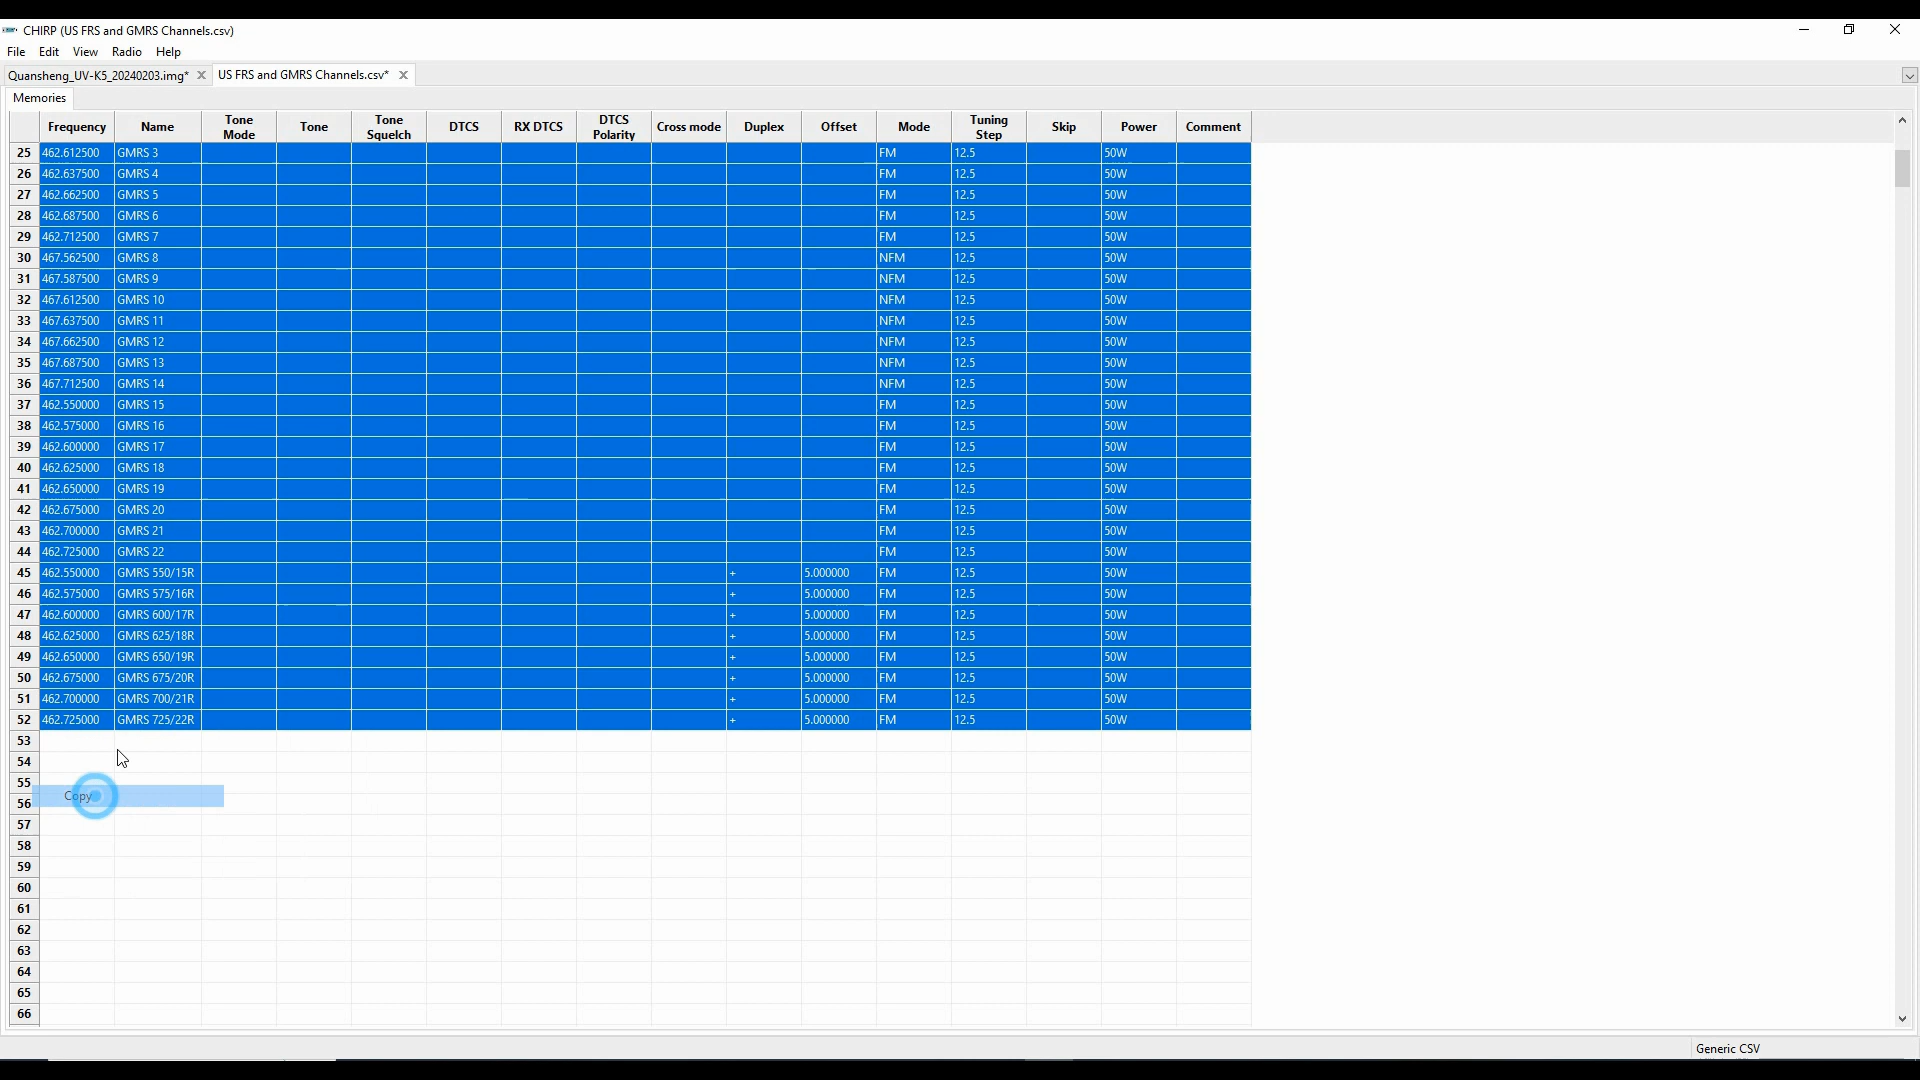 CHIRP (US FRS and GMRS Channels.csv)
File Edit View Radio Help
Quansheng_UV-K5_20240203.img* US FRS and GMRS Channels.csv*
Memories
Frequency Name Tone Mode Tone Tone Squelch DTCS RX DTCS DTCS Polarity Cross mode Duplex Offset Mode Tuning Step Skip Power Comment
25 462.612500 GMRS 3 FM 12.5 50W
26 462.637500 GMRS 4 FM 12.5 50W
27 462.662500 GMRS 5 FM 12.5 50W
28 462.687500 GMRS 6 FM 12.5 50W
29 462.712500 GMRS 7 FM 12.5 50W
30 467.562500 GMRS 8 NFM 12.5 50W
31 467.587500 GMRS 9 NFM 12.5 50W
32 467.612500 GMRS 10 NFM 12.5 50W
33 467.637500 GMRS 11 NFM 12.5 50W
34 467.662500 GMRS 12 NFM 12.5 50W
35 467.687500 GMRS 13 NFM 12.5 50W
36 467.712500 GMRS 14 NFM 12.5 50W
37 462.550000 GMRS 15 FM 12.5 50W
38 462.575000 GMRS 16 FM 12.5 50W
39 462.600000 GMRS 17 FM 12.5 50W
40 462.625000 GMRS 18 FM 12.5 50W
41 462.650000 GMRS 19 FM 12.5 50W
42 462.675000 GMRS 20 FM 12.5 50W
43 462.700000 GMRS 21 FM 12.5 50W
44 462.725000 GMRS 22 FM 12.5 50W
45 462.550000 GMRS 550/15R + 5.000000 FM 12.5 50W
46 462.575000 GMRS 575/16R + 5.000000 FM 12.5 50W
47 462.600000 GMRS 600/17R + 5.000000 FM 12.5 50W
48 462.625000 GMRS 625/18R + 5.000000 FM 12.5 50W
49 462.650000 GMRS 650/19R + 5.000000 FM 12.5 50W
50 462.675000 GMRS 675/20R + 5.000000 FM 12.5 50W
51 462.700000 GMRS 700/21R + 5.000000 FM 12.5 50W
52 462.725000 GMRS 725/22R + 5.000000 FM 12.5 50W
53
54
55
56 Copy
57
58
59
60
61
62
63
64
65
66
Generic CSV